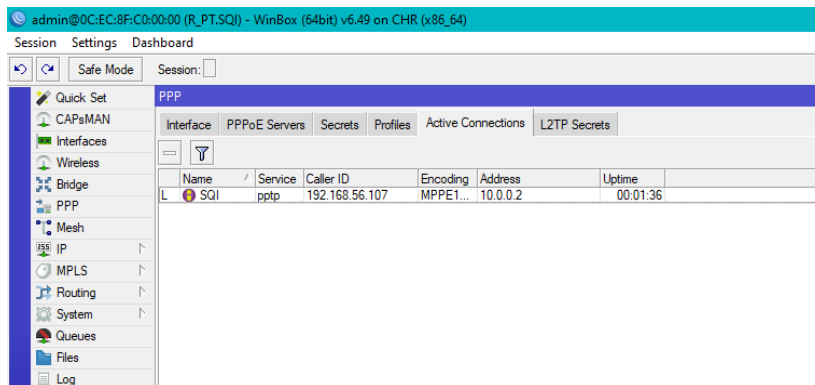 admin@0C:EC:8F:C0:00:00 (R_PT.SQI) - WinBox (64bit) v6.49 on CHR (x86_64)
Session Settings Dashboard
Safe Mode Session:
Quick Set
CAPsMAN
Interfaces
Wireless
Bridge
PPP
Mesh
255 IP
MPLS
Routing
System
Queues
Files
Log
PPP
Interface PPPoE Servers Secrets Profiles Active Connections L2TP Secrets
Name / Service Caller ID Encoding Address Uptime
L SQI pptp 192.168.56.107 MPPE1... 10.0.0.2 00:01:36